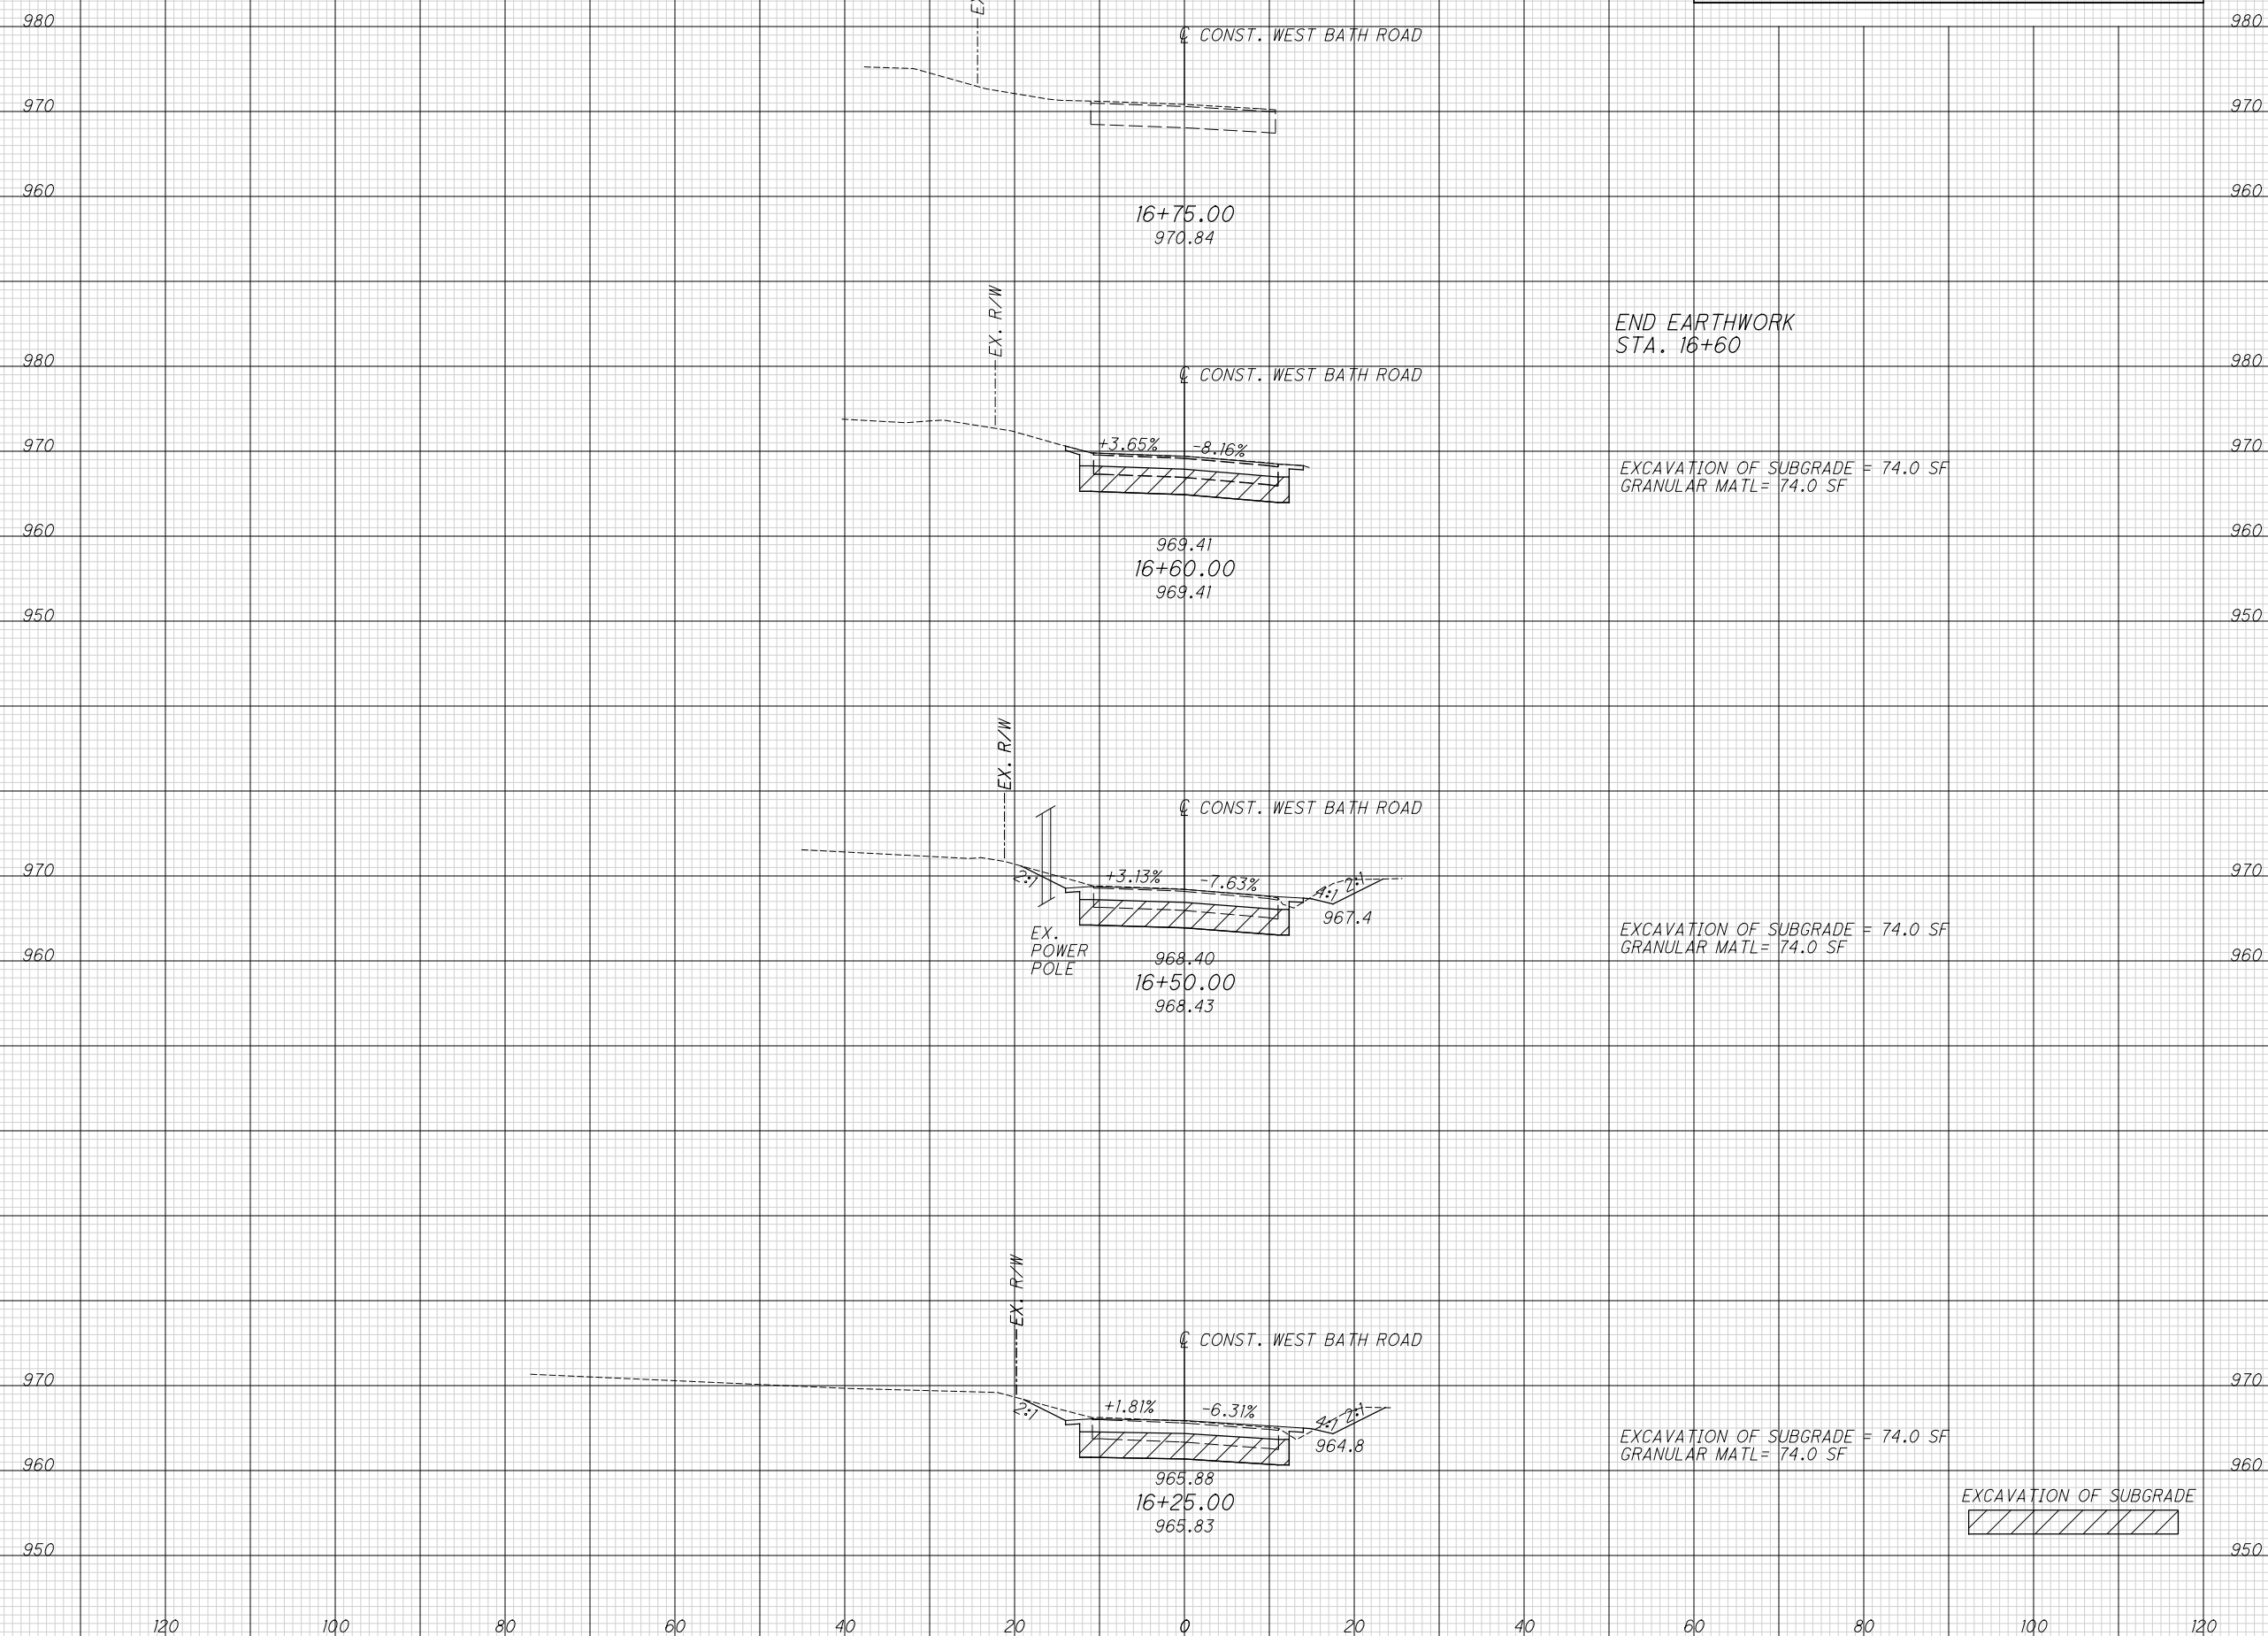 980 980
EX
℄ CONST. WEST BATH ROAD
970 970
960 960
16+75.00
970.84
EX. R/W
END EARTHWORK
STA. 16+60
980 980
℄ CONST. WEST BATH ROAD
970 +3.65% -8.16% 970
EXCAVATION OF SUBGRADE = 74.0 SF
GRANULAR MATL= 74.0 SF
960 960
969.41
16+60.00
969.41
950 950
EX. R/W
℄ CONST. WEST BATH ROAD
970 2:1 +3.13% -7.63% 4:1 2:1 970
967.4
EX.
POWER
POLE
EXCAVATION OF SUBGRADE = 74.0 SF
GRANULAR MATL= 74.0 SF
960 960
968.40
16+50.00
968.43
EX. R/W
℄ CONST. WEST BATH ROAD
970 970
2:1 +1.81% -6.31% 4:1 2:1
964.8
EXCAVATION OF SUBGRADE = 74.0 SF
GRANULAR MATL= 74.0 SF
960 960
965.88
16+25.00
965.83
EXCAVATION OF SUBGRADE
950 950
120 100 80 60 40 20 0 20 40 60 80 100 120